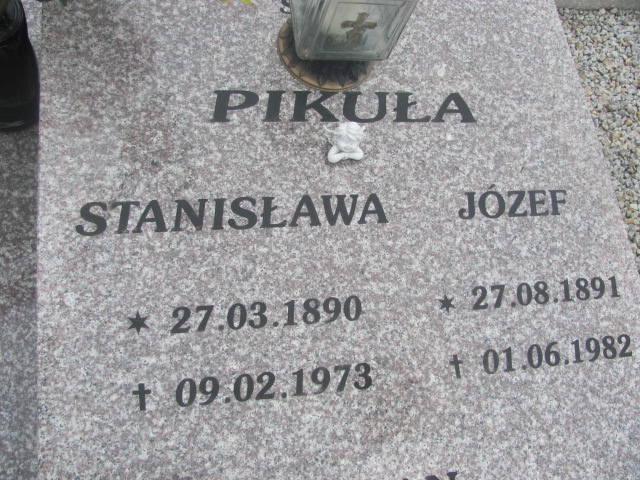 PIKUŁA
STANISŁAWA JÓZEF
★ 27.03.1890 ★ 27.08.1891
✝ 09.02.1973 ✝ 01.06.1982